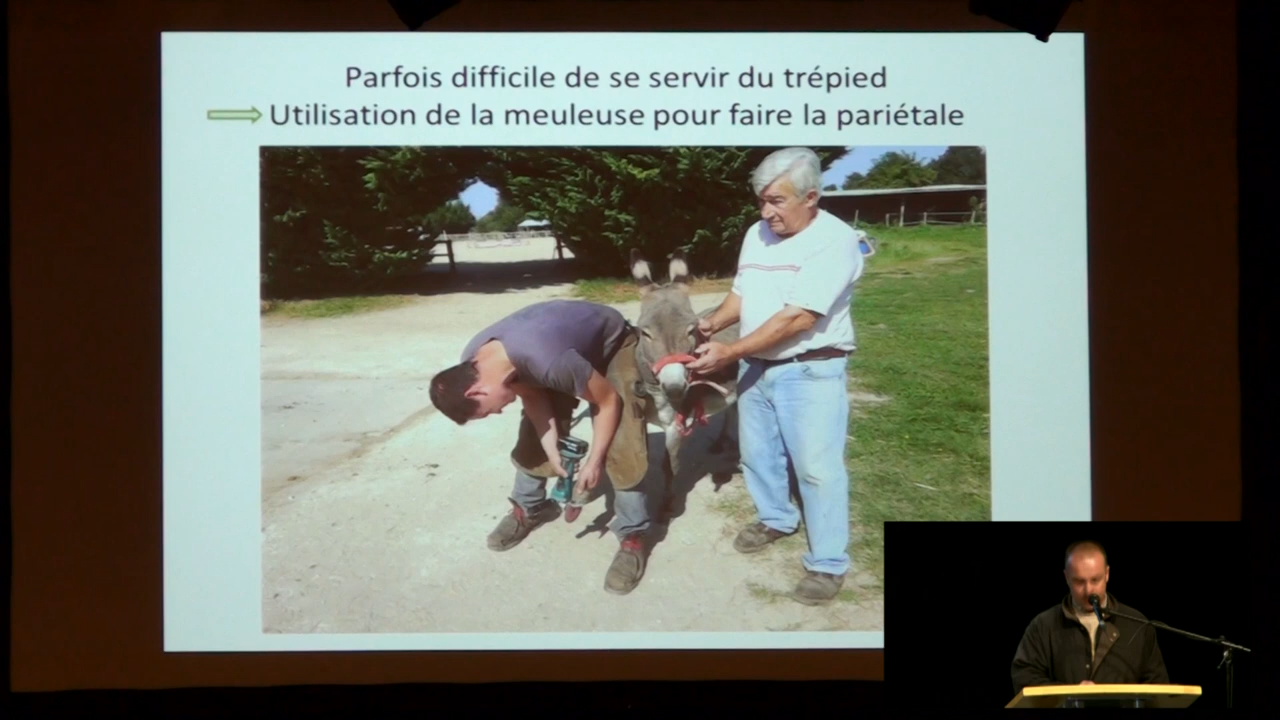 Parfois difficile de se servir du trépied
Utilisation de la meuleuse pour faire la pariétale